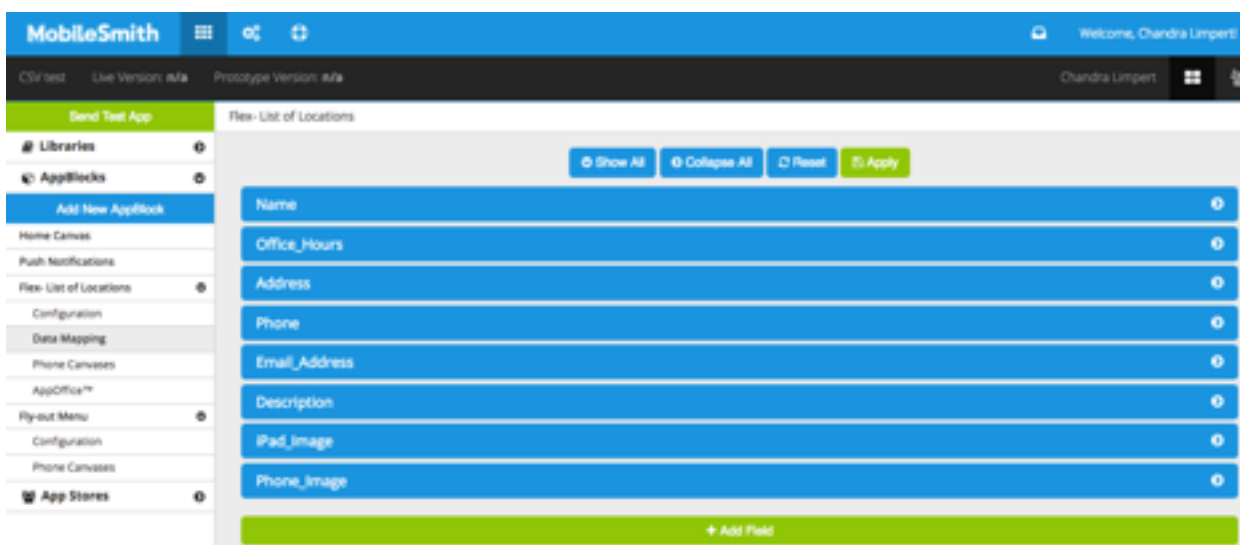 MobileSmith
Welcome, Chandra Limpert!
CSV test Live Version: n/a Prototype Version: n/a
Chandra Limpert
Send Test App
Flex- List of Locations
Libraries
AppBlocks
Show All
Collapse All
Reset
Apply
Add New AppBlock
Home Canvas
Push Notifications
Flex- List of Locations
Configuration
Data Mapping
Phone Canvases
AppOffice™
Fly-out Menu
Configuration
Phone Canvases
App Stores
Name
Office_Hours
Address
Phone
Email_Address
Description
iPad_Image
Phone_Image
+ Add Field